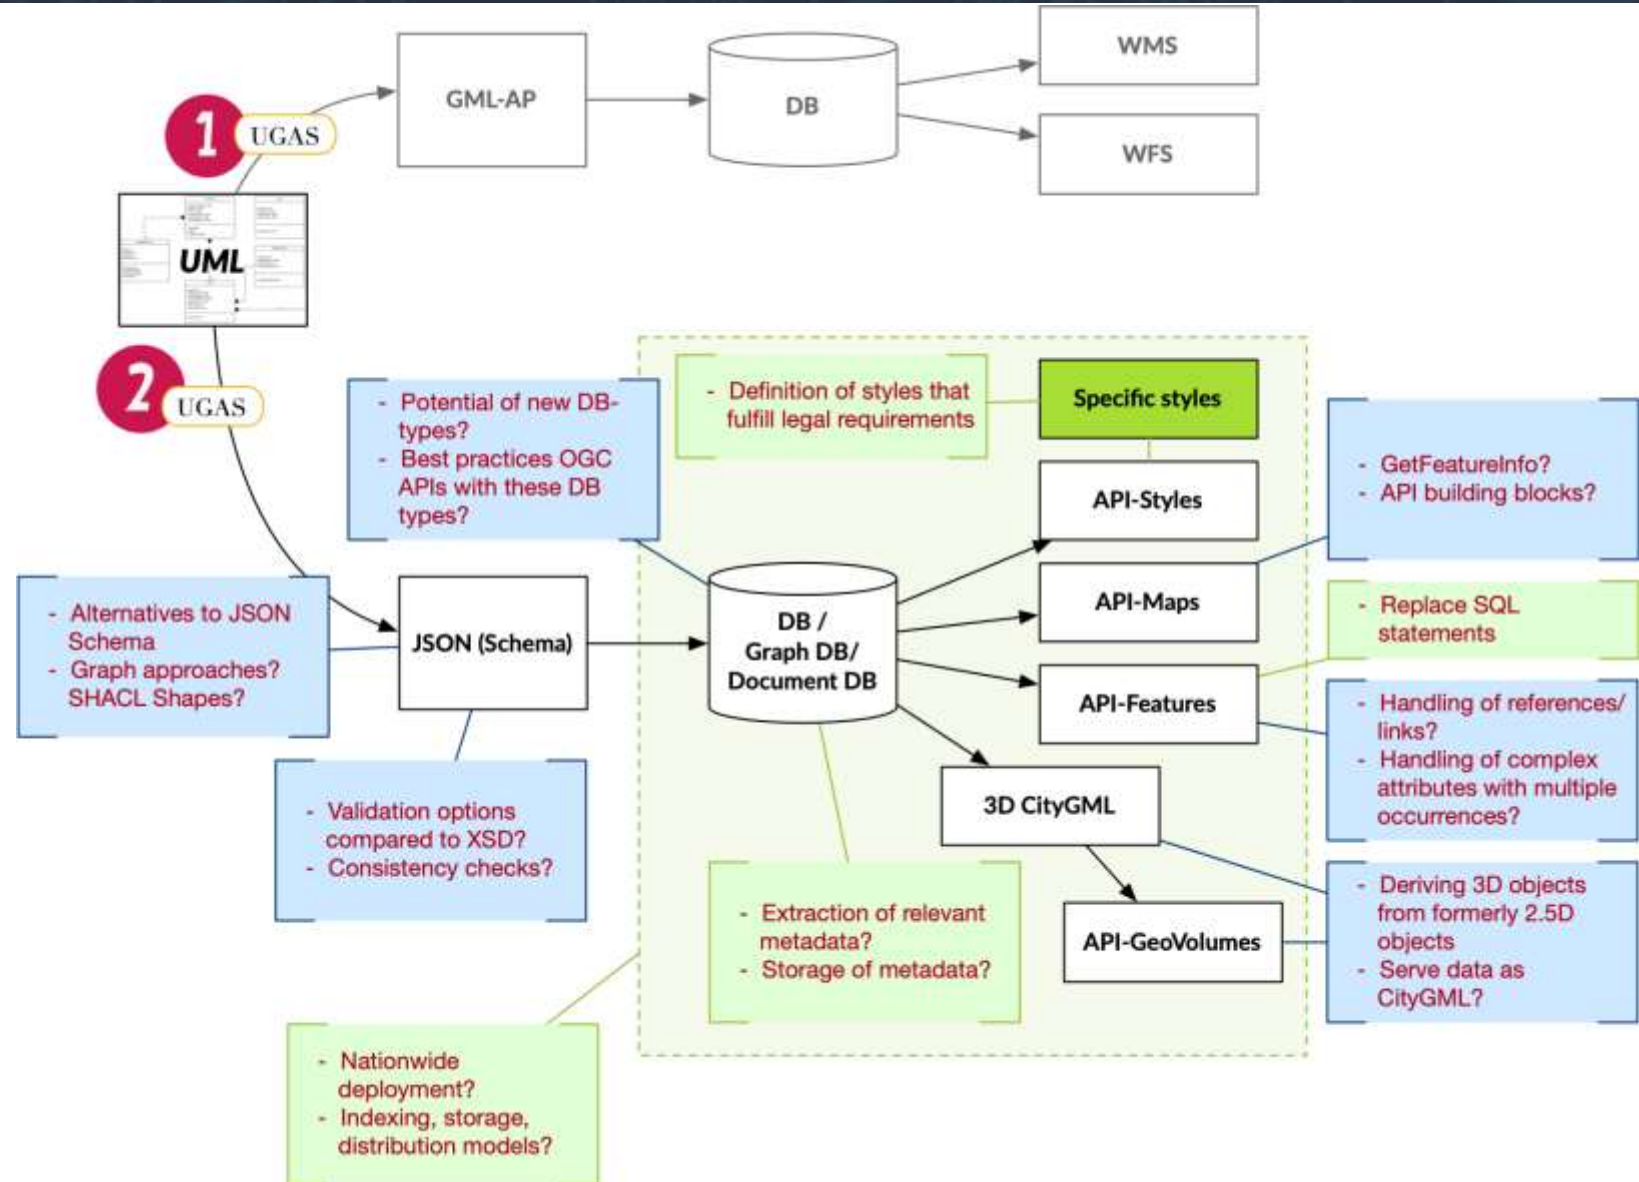 WMS
GML-AP
DB
WFS
1
UGAS
UML
2
UGAS
- Potential of new DB-
types?
- Best practices OGC
APIs with these DB
types?
- Definition of styles that
fulfill legal requirements
Specific styles
API-Styles
- GetFeatureInfo?
- API building blocks?
- Alternatives to JSON
Schema
- Graph approaches?
SHACL Shapes?
JSON (Schema)
DB /
Graph DB/
Document DB
API-Maps
- Replace SQL
statements
API-Features
- Handling of references/
links?
- Handling of complex
attributes with multiple
occurrences?
3D CityGML
- Validation options
compared to XSD?
- Consistency checks?
- Extraction of relevant
metadata?
- Storage of metadata?
API-GeoVolumes
- Deriving 3D objects
from formerly 2.5D
objects
- Serve data as
CityGML?
- Nationwide
deployment?
- Indexing, storage,
distribution models?